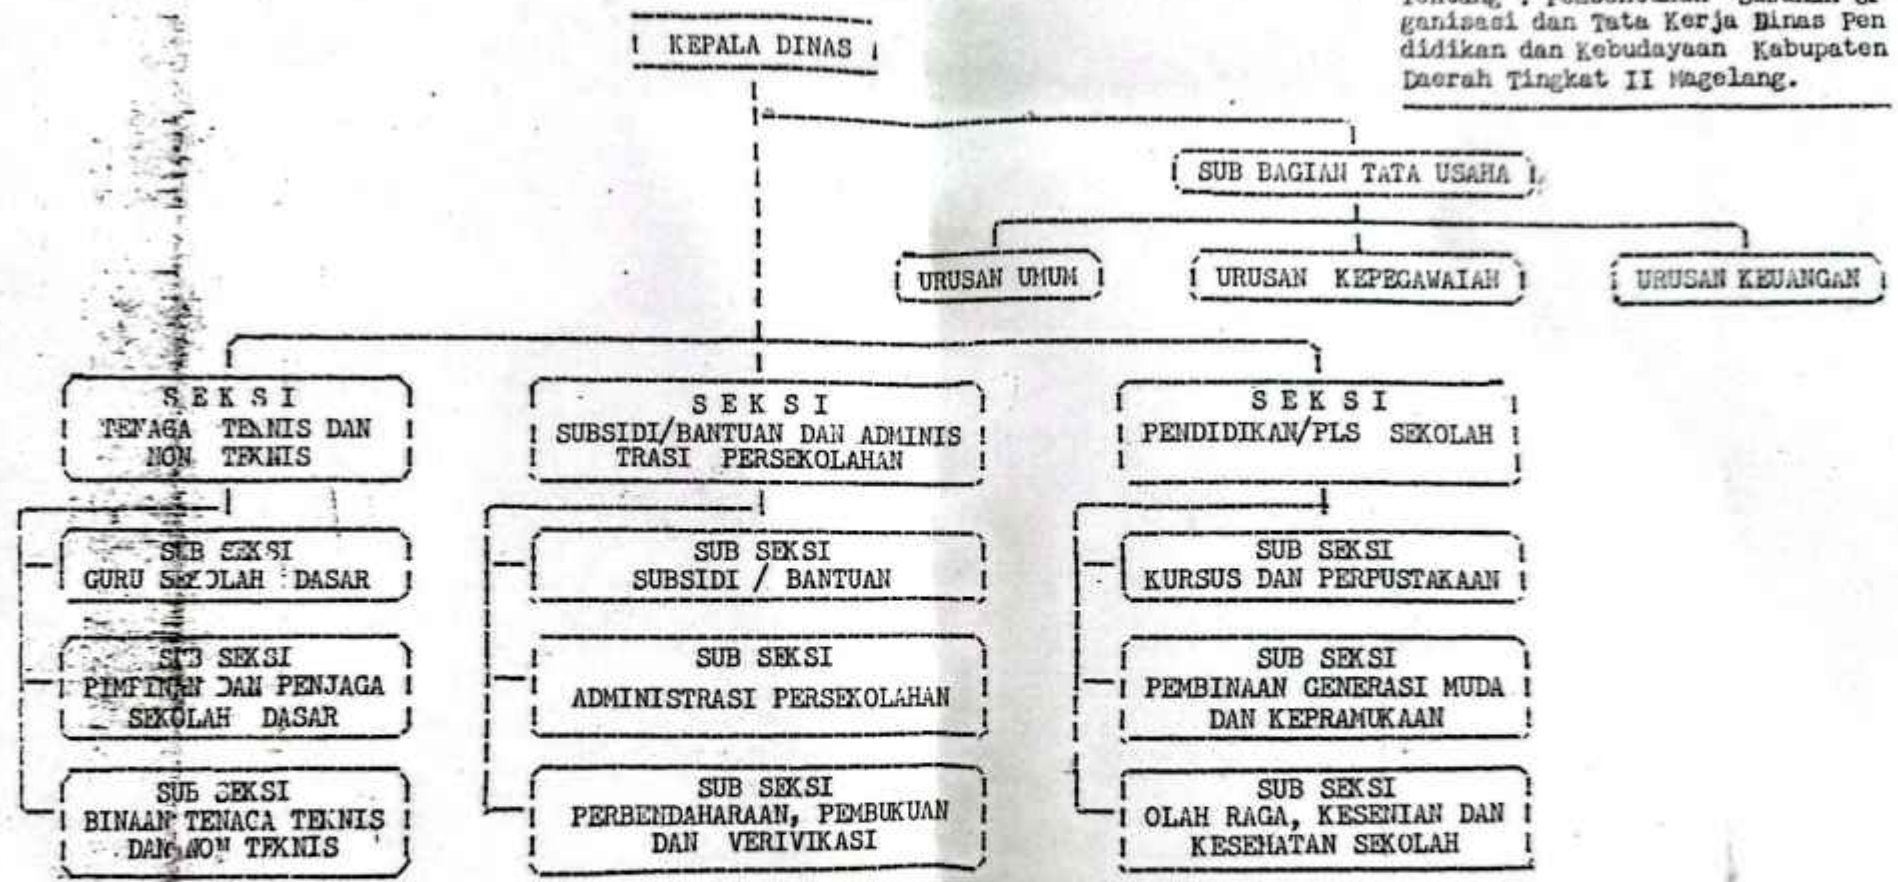 ganisasi dan Tata Kerja Dinas Pen
didikan dan Kebudayaan Kabupaten
Daerah Tingkat II Magelang.
KEPALA DINAS
SUB BAGIAN TATA USAHA
URUSAN UMUM
URUSAN KEPEGAWAIAH
URUSAN KEUANGAN
S E K S I
TENAGA TEKNIS DAN
NON TEKNIS
S E K S I
SUBSIDI/BANTUAN DAN ADMINIS
TRASI PERSEKOLAHAN
S E K S I
PENDIDIKAN/PLS SEKOLAH
SUB SEKSI
GURU SEKOLAH DASAR
SUB SEKSI
SUBSIDI / BANTUAN
SUB SEKSI
KURSUS DAN PERPUSTAKAAN
SUB SEKSI
PIMPINAN DAN PENJAGA
SEKOLAH DASAR
SUB SEKSI
ADMINISTRASI PERSEKOLAHAN
SUB SEKSI
PEMBINAAN GENERASI MUDA
DAN KEPRAMUKAAN
SUB SEKSI
BINAAN TENAGA TEKNIS
DAN NON TEKNIS
SUB SEKSI
PERBENDAHARAAN, PEMBUKUAN
DAN VERIVIKASI
SUB SEKSI
OLAH RAGA, KESENIAN DAN
KESEHATAN SEKOLAH